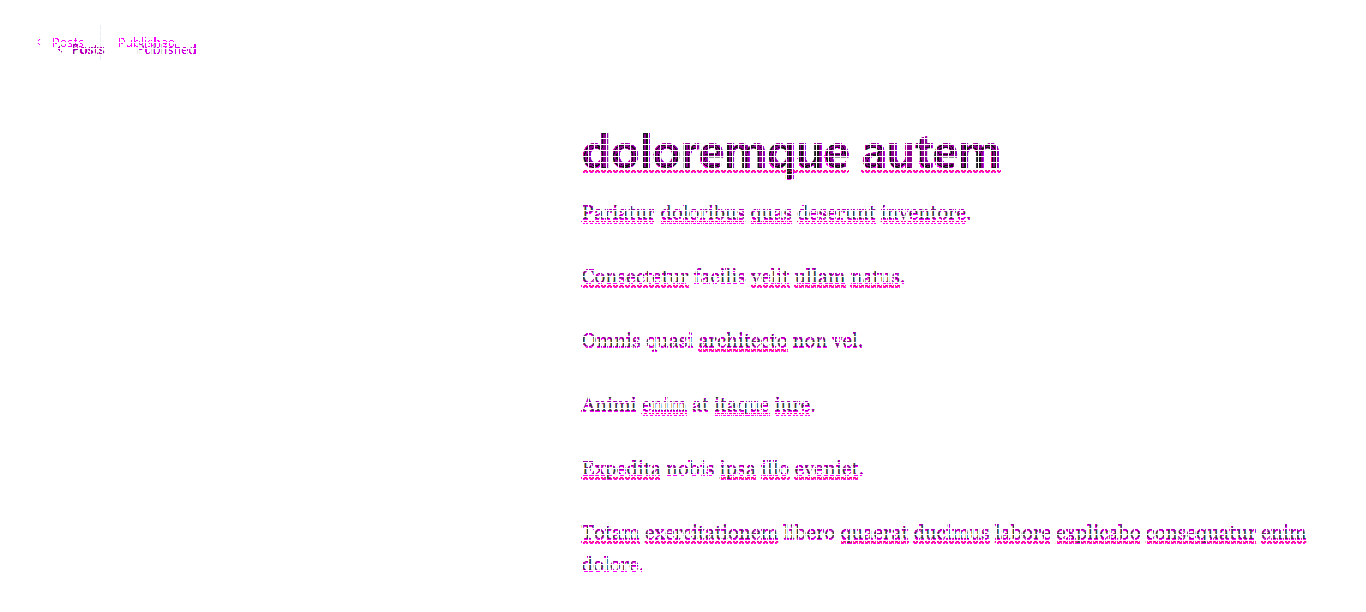 < Posts Published
doloremque autem
Pariatur doloribus quas deserunt inventore.
Consectetur facilis velit ullam natus.
Omnis quasi architecto non vel.
Animi enim at itaque iure.
Expedita nobis ipsa illo eveniet.
Totam exercitationem libero quaerat ducimus labore explicabo consequatur enim
dolore.